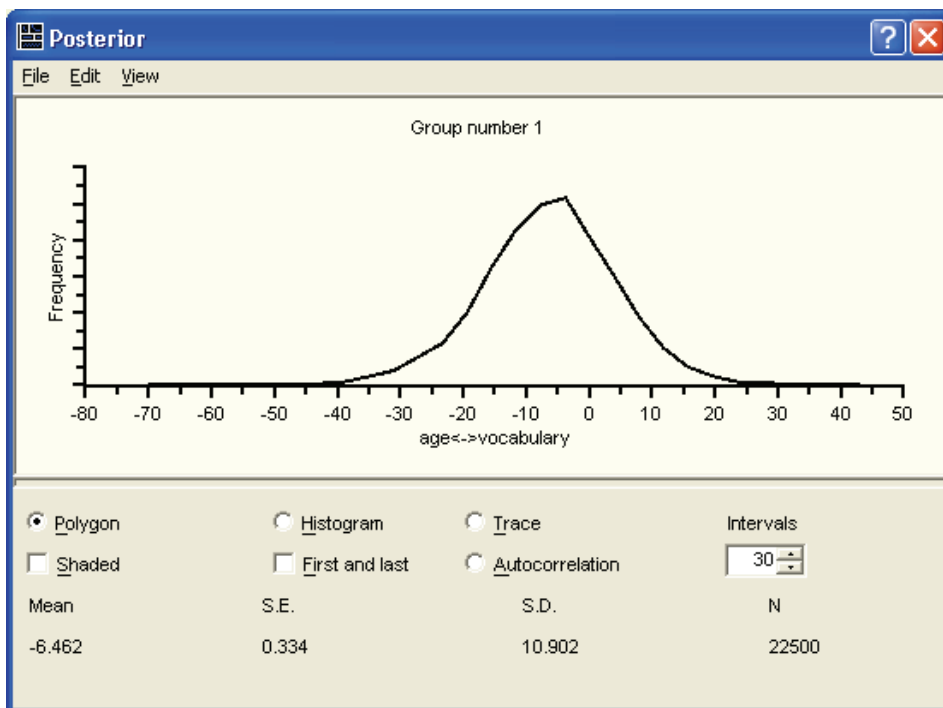 Posterior
File Edit View
Group number 1
Frequency
-80 -70 -60 -50 -40 -30 -20 -10 0 10 20 30 40 50
age<->vocabulary
Polygon Histogram Trace Intervals
Shaded First and last Autocorrelation 30
Mean S.E. S.D. N
-6.462 0.334 10.902 22500